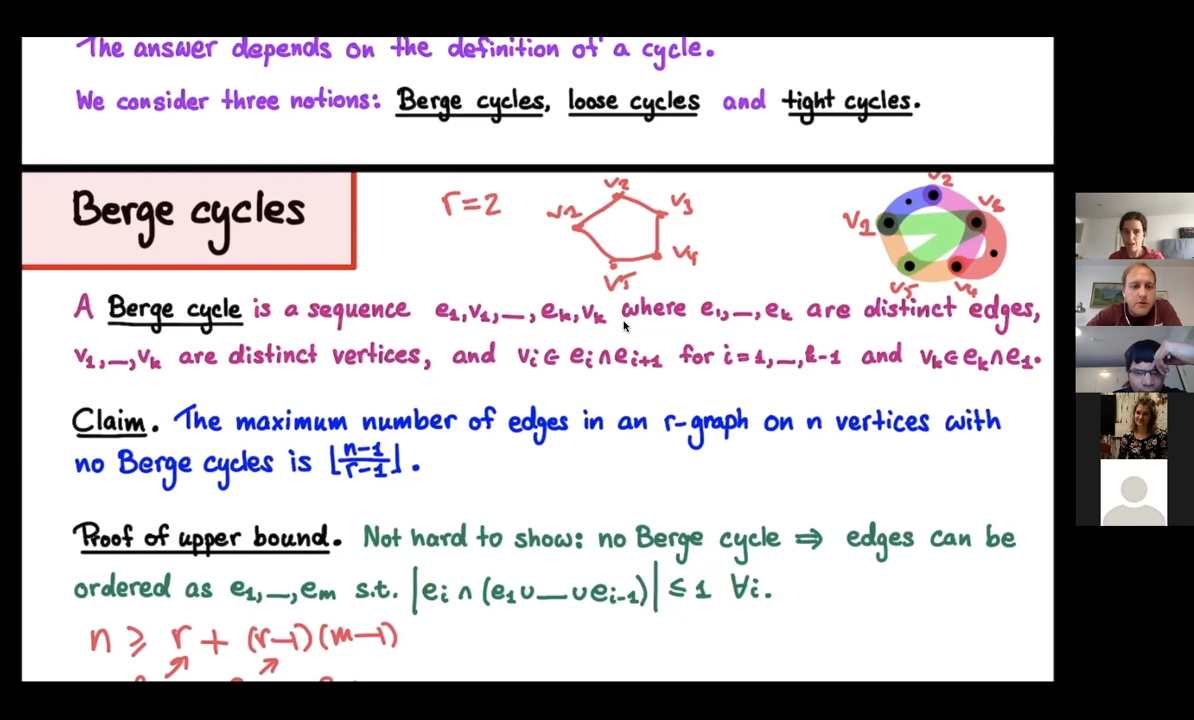 The answer depends on the definition of a cycle.
We consider three notions: Berge cycles, loose cycles and tight cycles.
Berge cycles
r=2
v1 v2 v3 v4 v5
v1 v2 v3 v4 v5
A Berge cycle is a sequence e1,v1,—,ek,vk where e1,—,ek are distinct edges,
v1,—,vk are distinct vertices, and vi∈ei∩ei+1 for i=1,—,k-1 and vk∈ek∩e1.
Claim. The maximum number of edges in an r-graph on n vertices with
no Berge cycles is ⌊(n-1)/(r-1)⌋.
Proof of upper bound. Not hard to show: no Berge cycle ⇒ edges can be
ordered as e1,—,em s.t. |ei∩(e1∪—∪ei-1)| ≤ 1 ∀i.
n ≥ r + (r-1)(m-1)